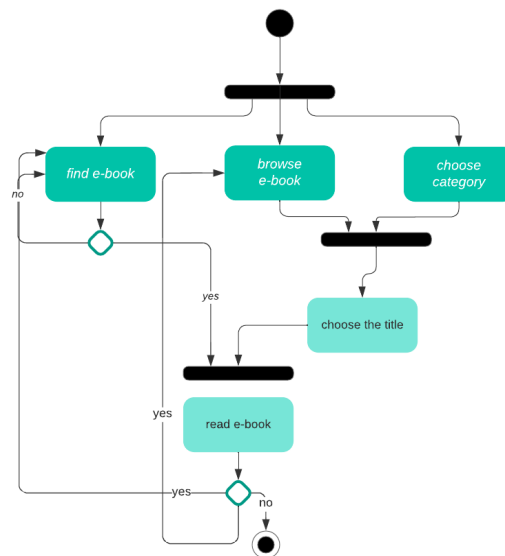 find e-book
browse
e-book
choose
category
no
yes
choose the title
yes
read e-book
yes
no